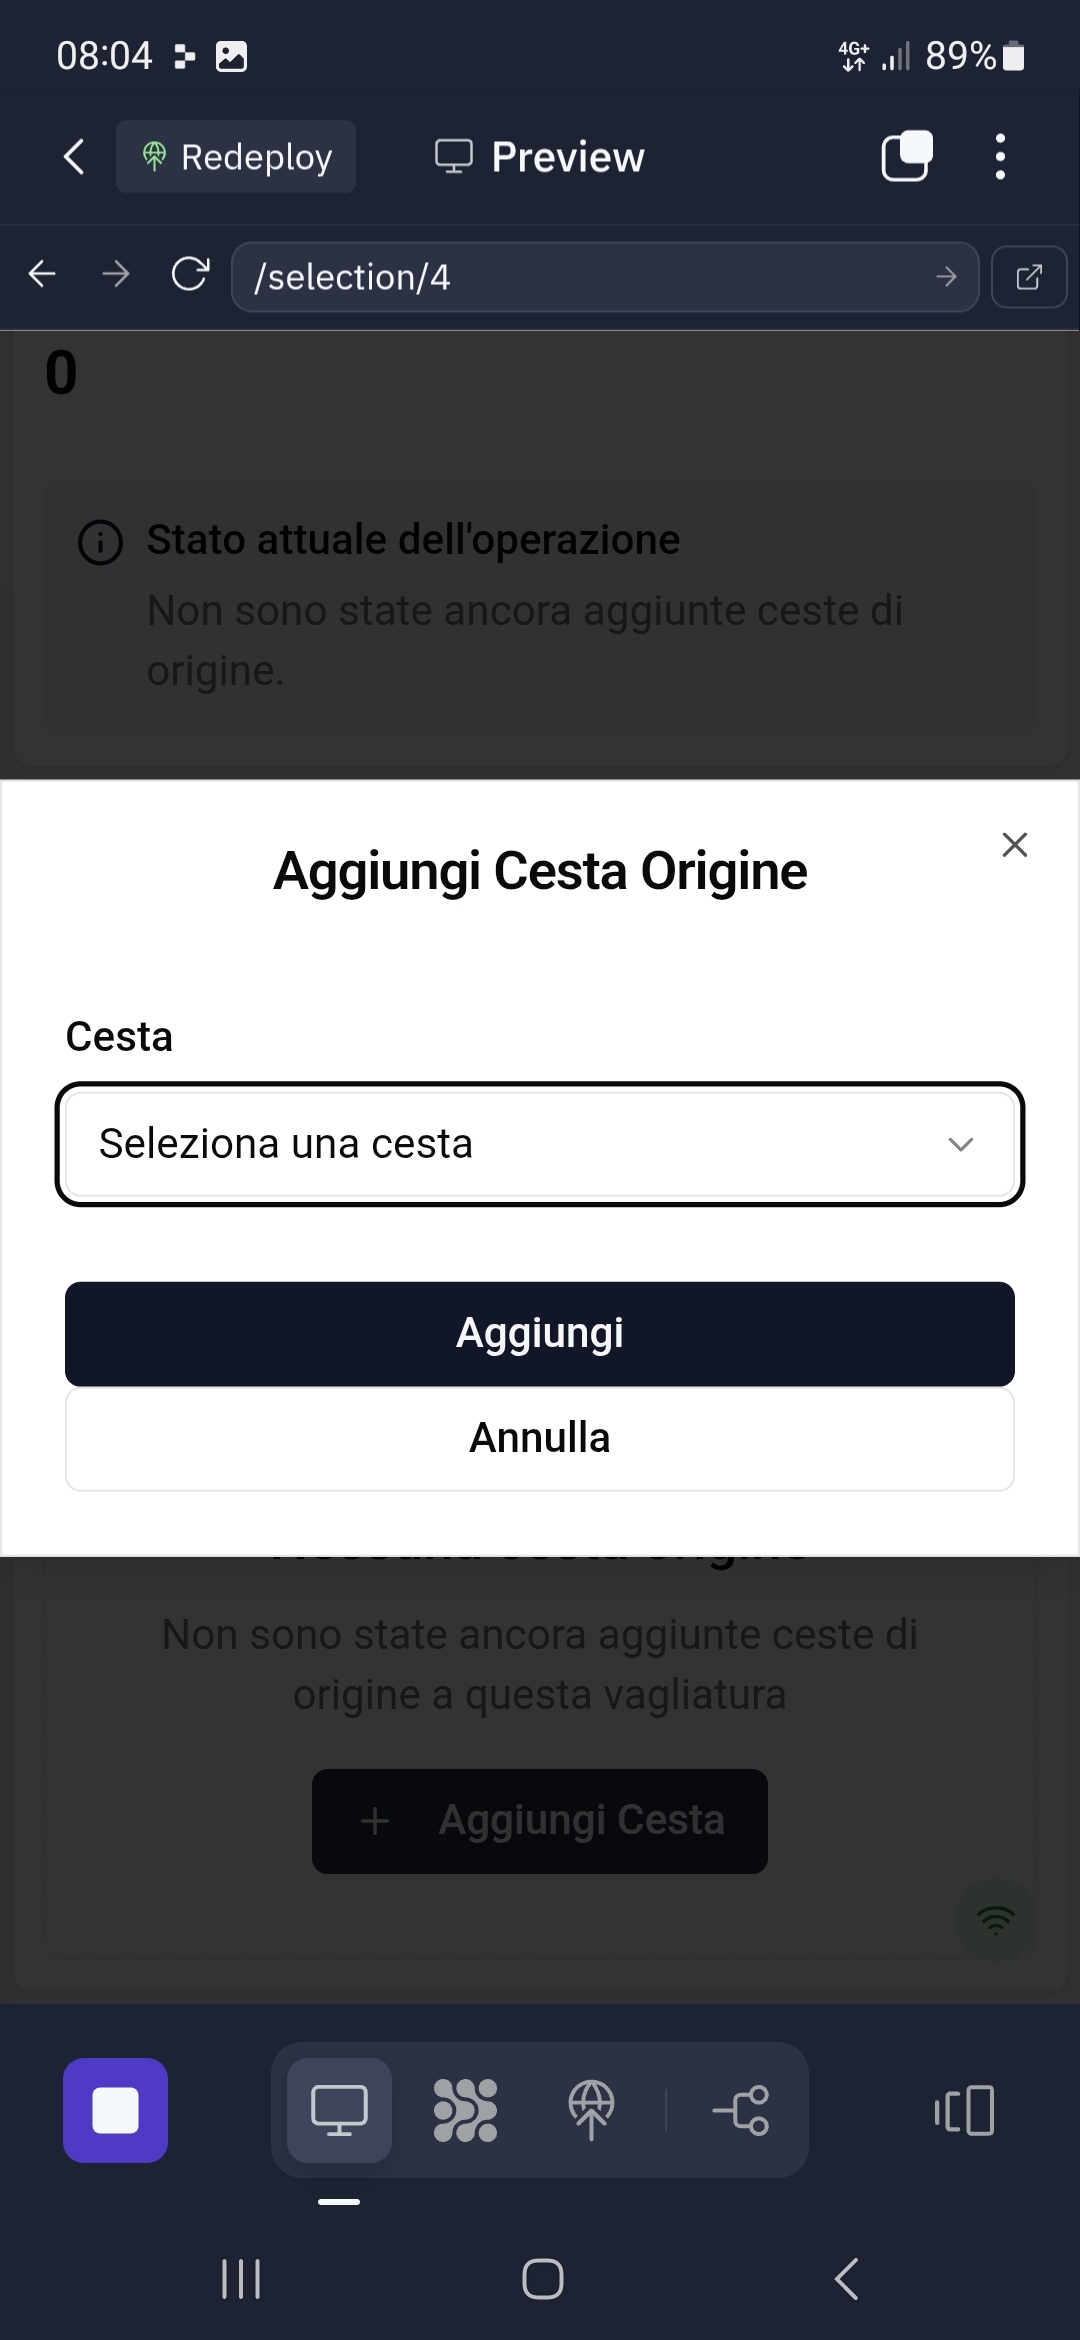 08:04
4G+
89%
Redeploy
Preview
/selection/4
0
Stato attuale dell'operazione
Non sono state ancora aggiunte ceste di
origine.
Aggiungi Cesta Origine
Cesta
Seleziona una cesta
Aggiungi
Annulla
Non sono state ancora aggiunte ceste di
origine a questa vagliatura
Aggiungi Cesta